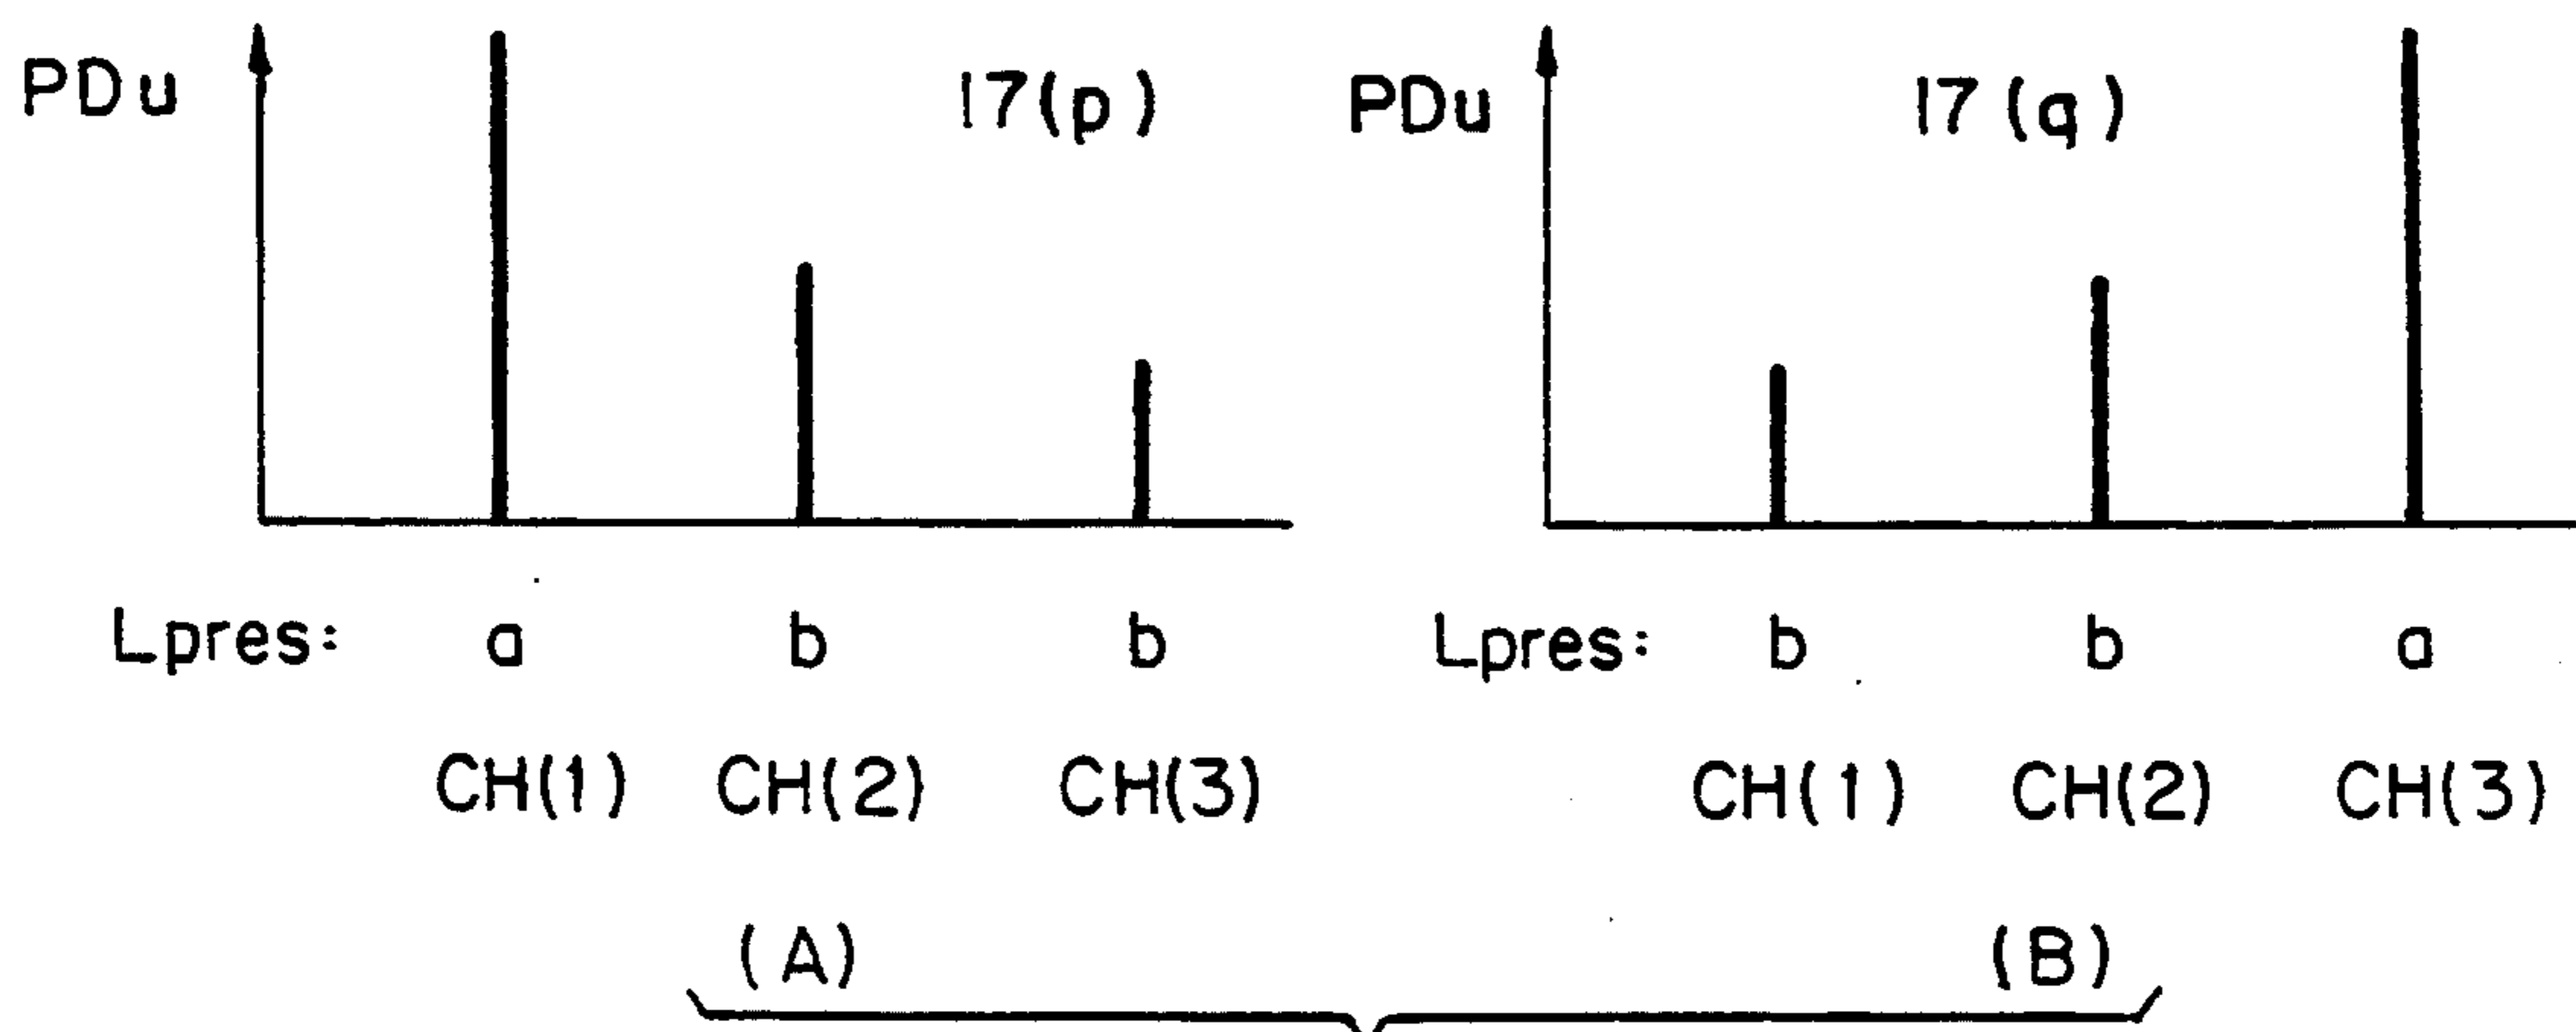 PDu 17(p) PDu 17(q)
Lpres: a b b Lpres: b b a
CH(1) CH(2) CH(3) CH(1) CH(2) CH(3)
(A) (B)